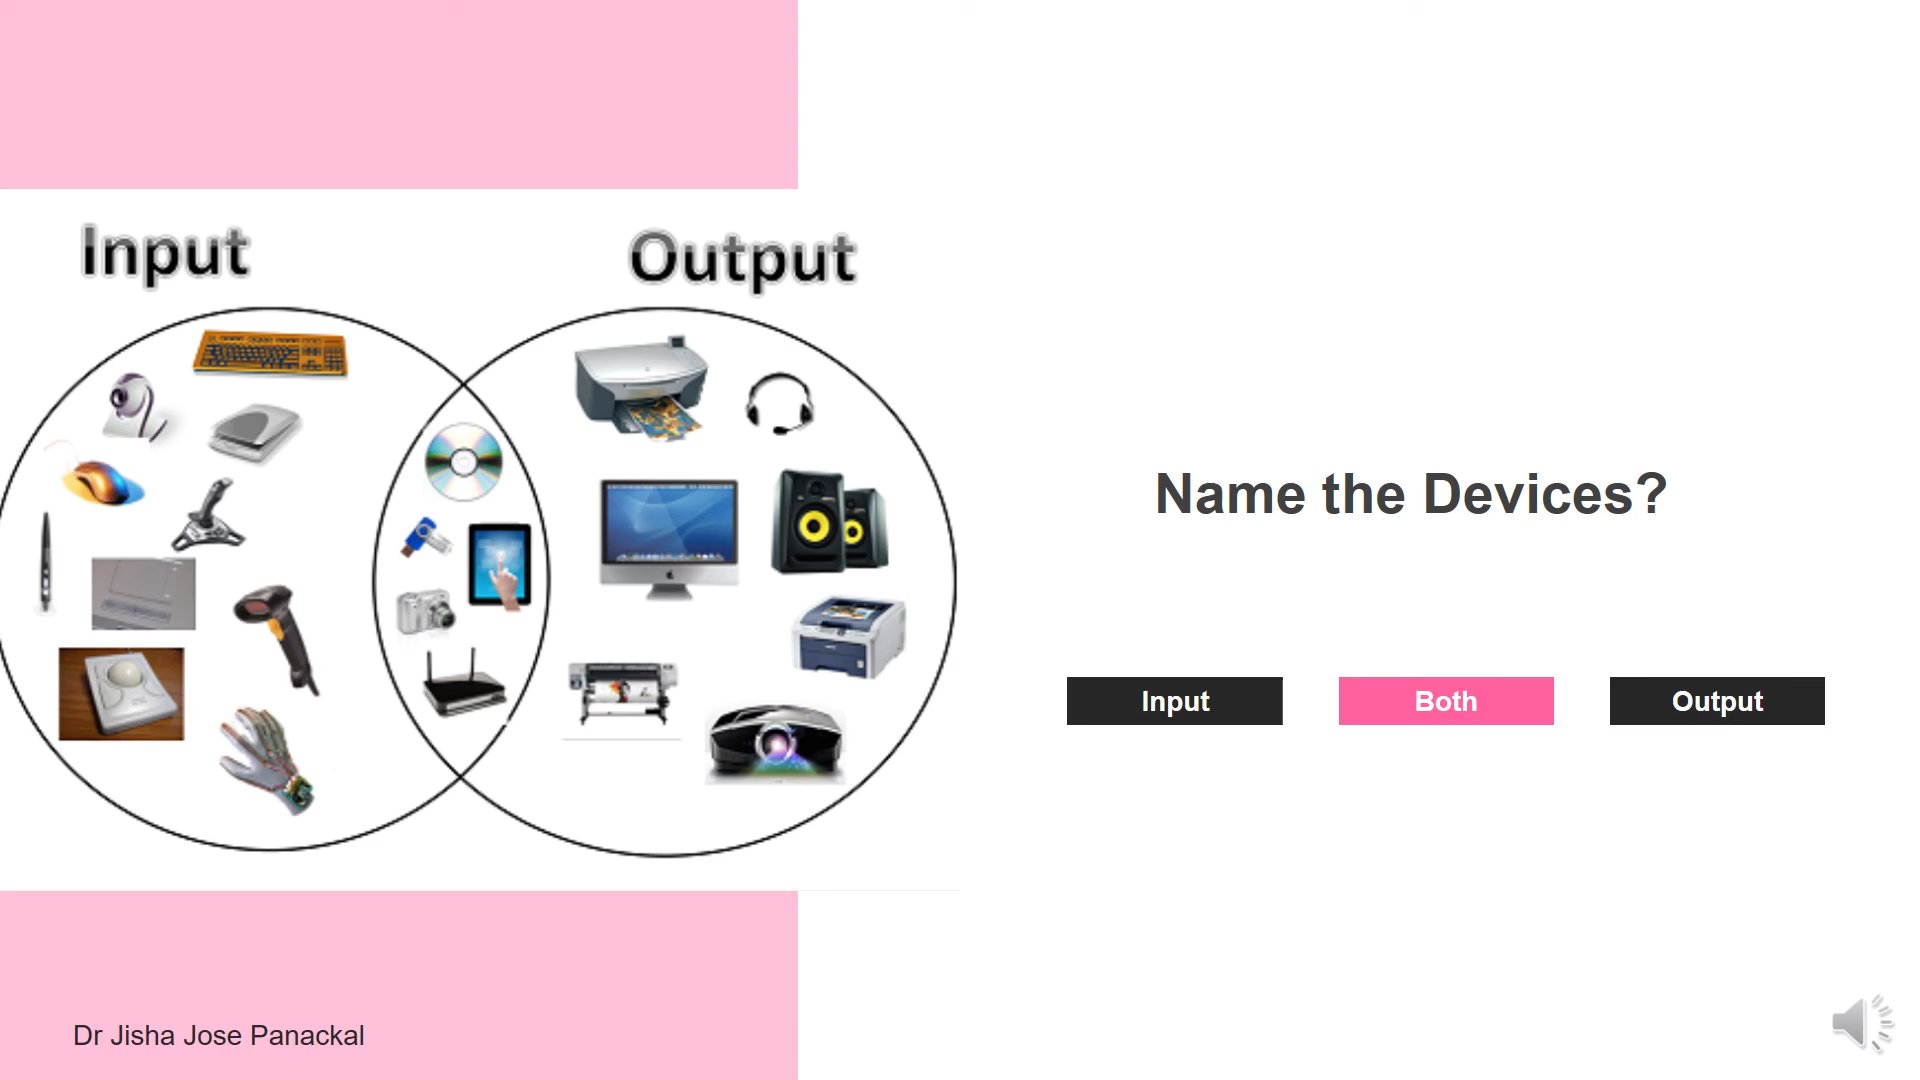 Input
Output
Name the Devices?
Input
Both
Output
Dr Jisha Jose Panackal